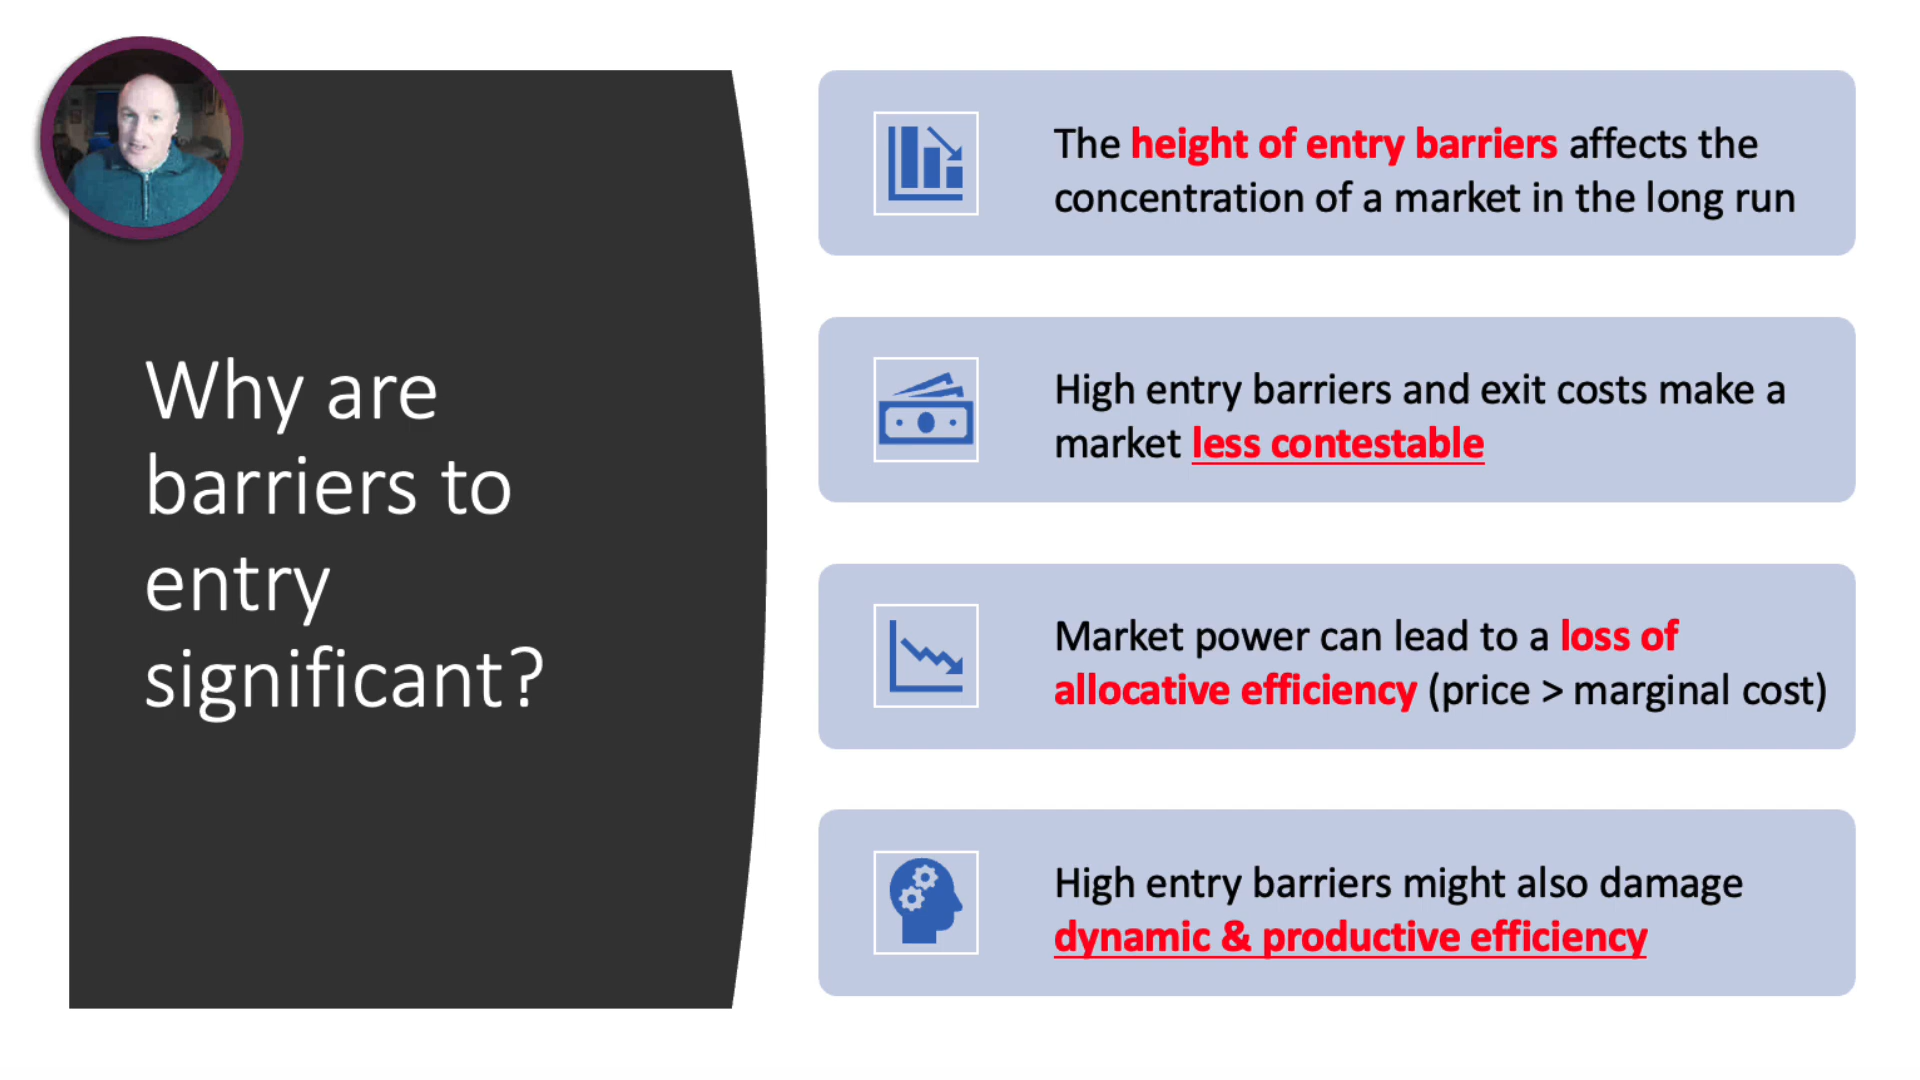 Why are
barriers to
entry
significant?
The height of entry barriers affects the
concentration of a market in the long run
High entry barriers and exit costs make a
market less contestable
Market power can lead to a loss of
allocative efficiency (price > marginal cost)
High entry barriers might also damage
dynamic & productive efficiency